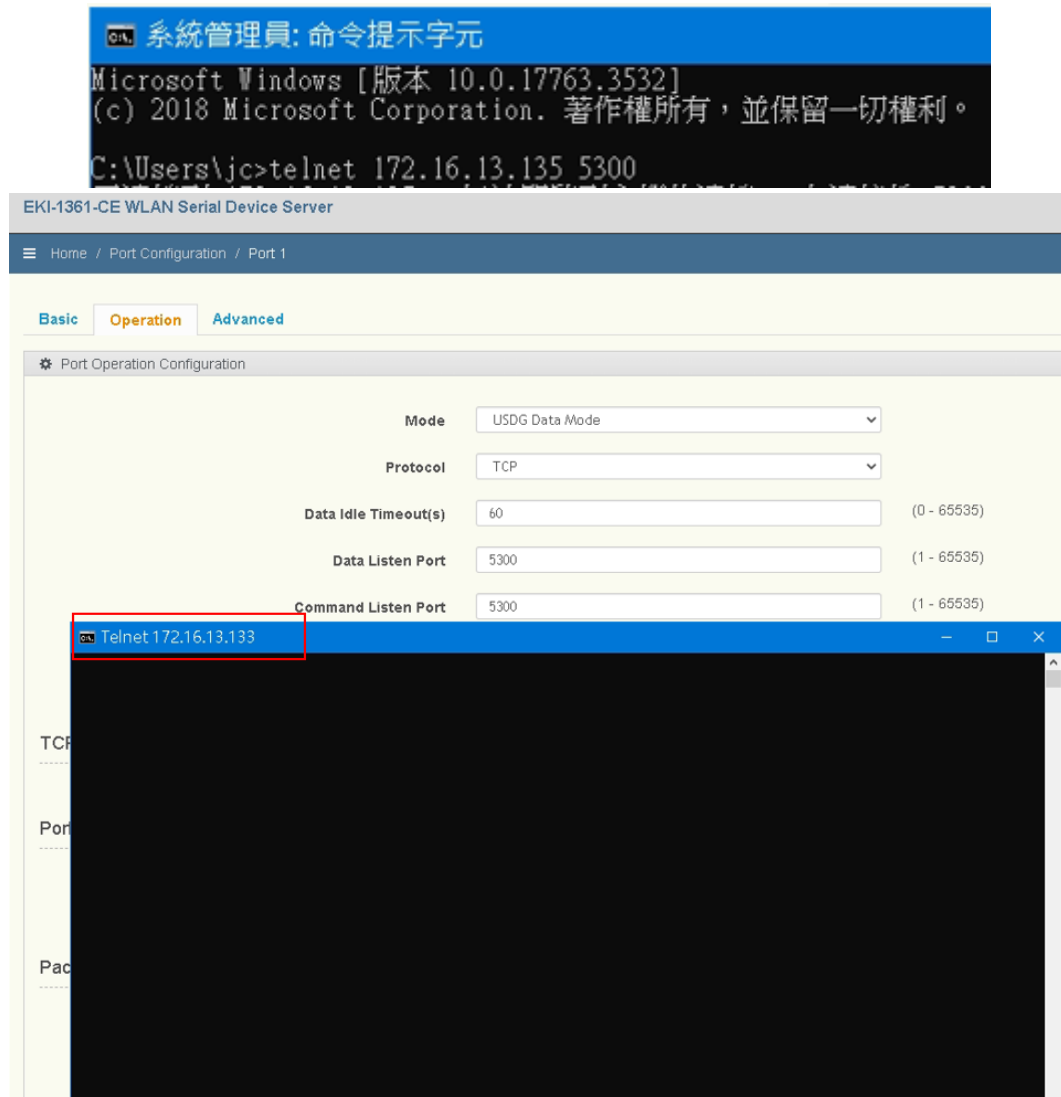 系統管理員: 命令提示字元
Microsoft Windows [版本 10.0.17763.3532]
(c) 2018 Microsoft Corporation. 著作權所有，並保留一切權利。
C:\Users\jc>telnet 172.16.13.135 5300
EKI-1361-CE WLAN Serial Device Server
Home / Port Configuration / Port 1
Basic Operation Advanced
Port Operation Configuration
Mode USDG Data Mode
Protocol TCP
Data Idle Timeout(s) 60 (0 - 65535)
Data Listen Port 5300 (1 - 65535)
Command Listen Port 5300 (1 - 65535)
Telnet 172.16.13.133